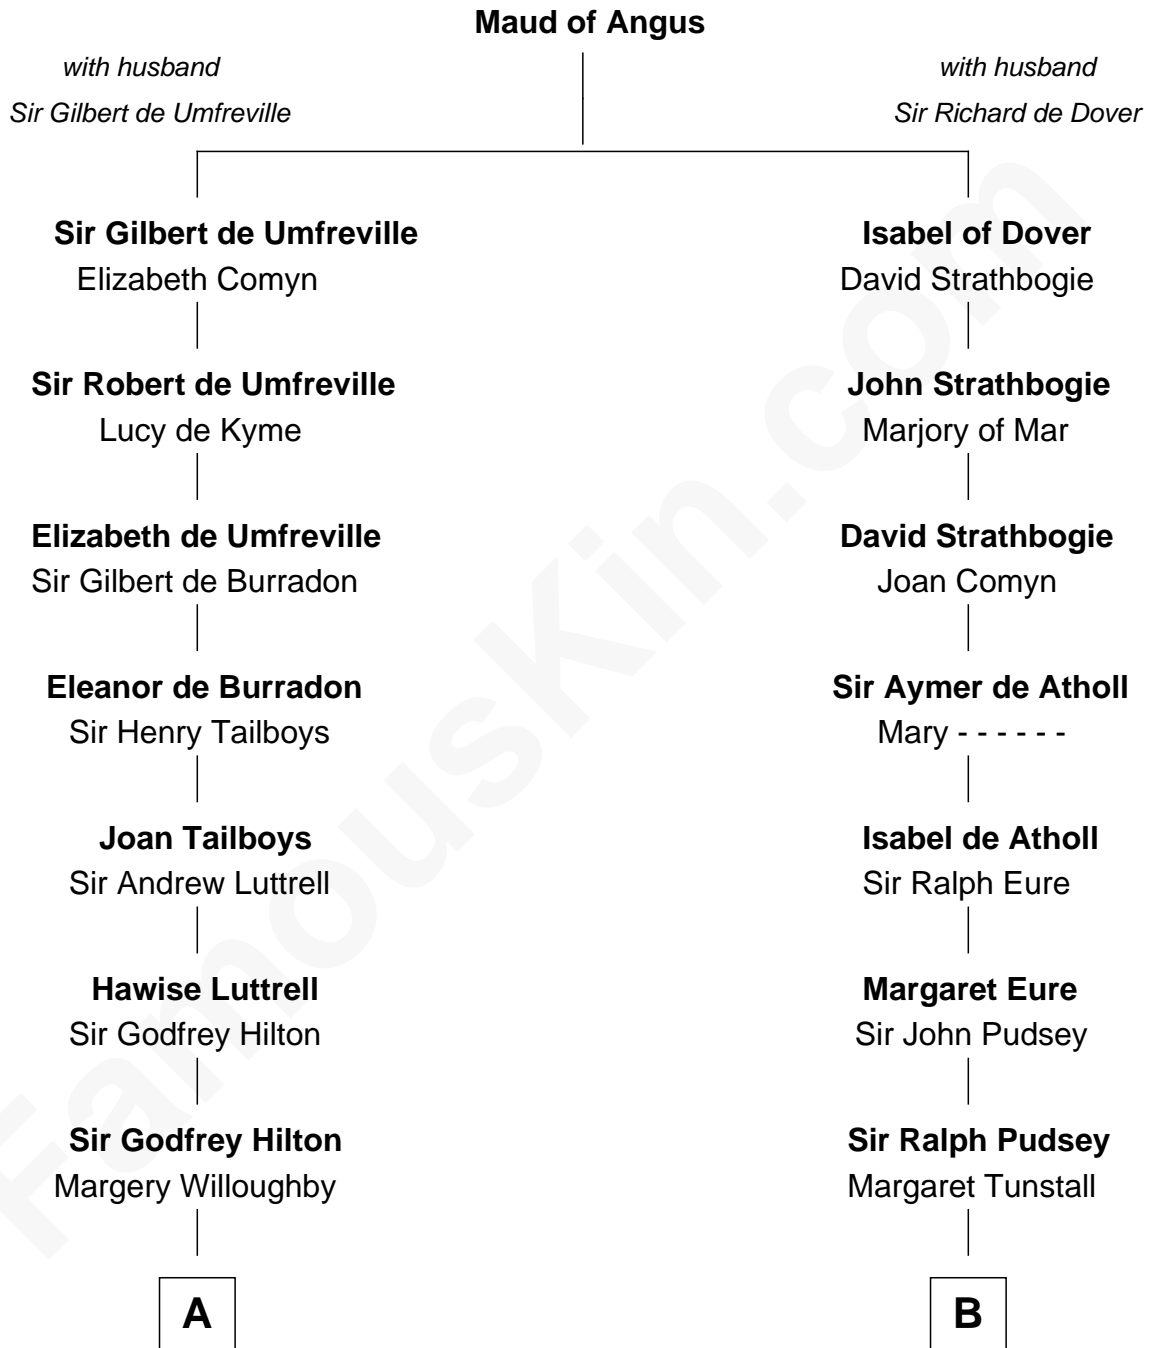 Maud of Angus
with husband
Sir Gilbert de Umfreville
with husband
Sir Richard de Dover
Sir Gilbert de Umfreville
Elizabeth Comyn
Isabel of Dover
David Strathbogie
Sir Robert de Umfreville
Lucy de Kyme
John Strathbogie
Marjory of Mar
Elizabeth de Umfreville
Sir Gilbert de Burradon
David Strathbogie
Joan Comyn
Eleanor de Burradon
Sir Henry Tailboys
Sir Aymer de Atholl
Mary - - - - - -
Joan Tailboys
Sir Andrew Luttrell
Isabel de Atholl
Sir Ralph Eure
Hawise Luttrell
Sir Godfrey Hilton
Margaret Eure
Sir John Pudsey
Sir Godfrey Hilton
Margery Willoughby
Sir Ralph Pudsey
Margaret Tunstall
A
B
FamousKin.com